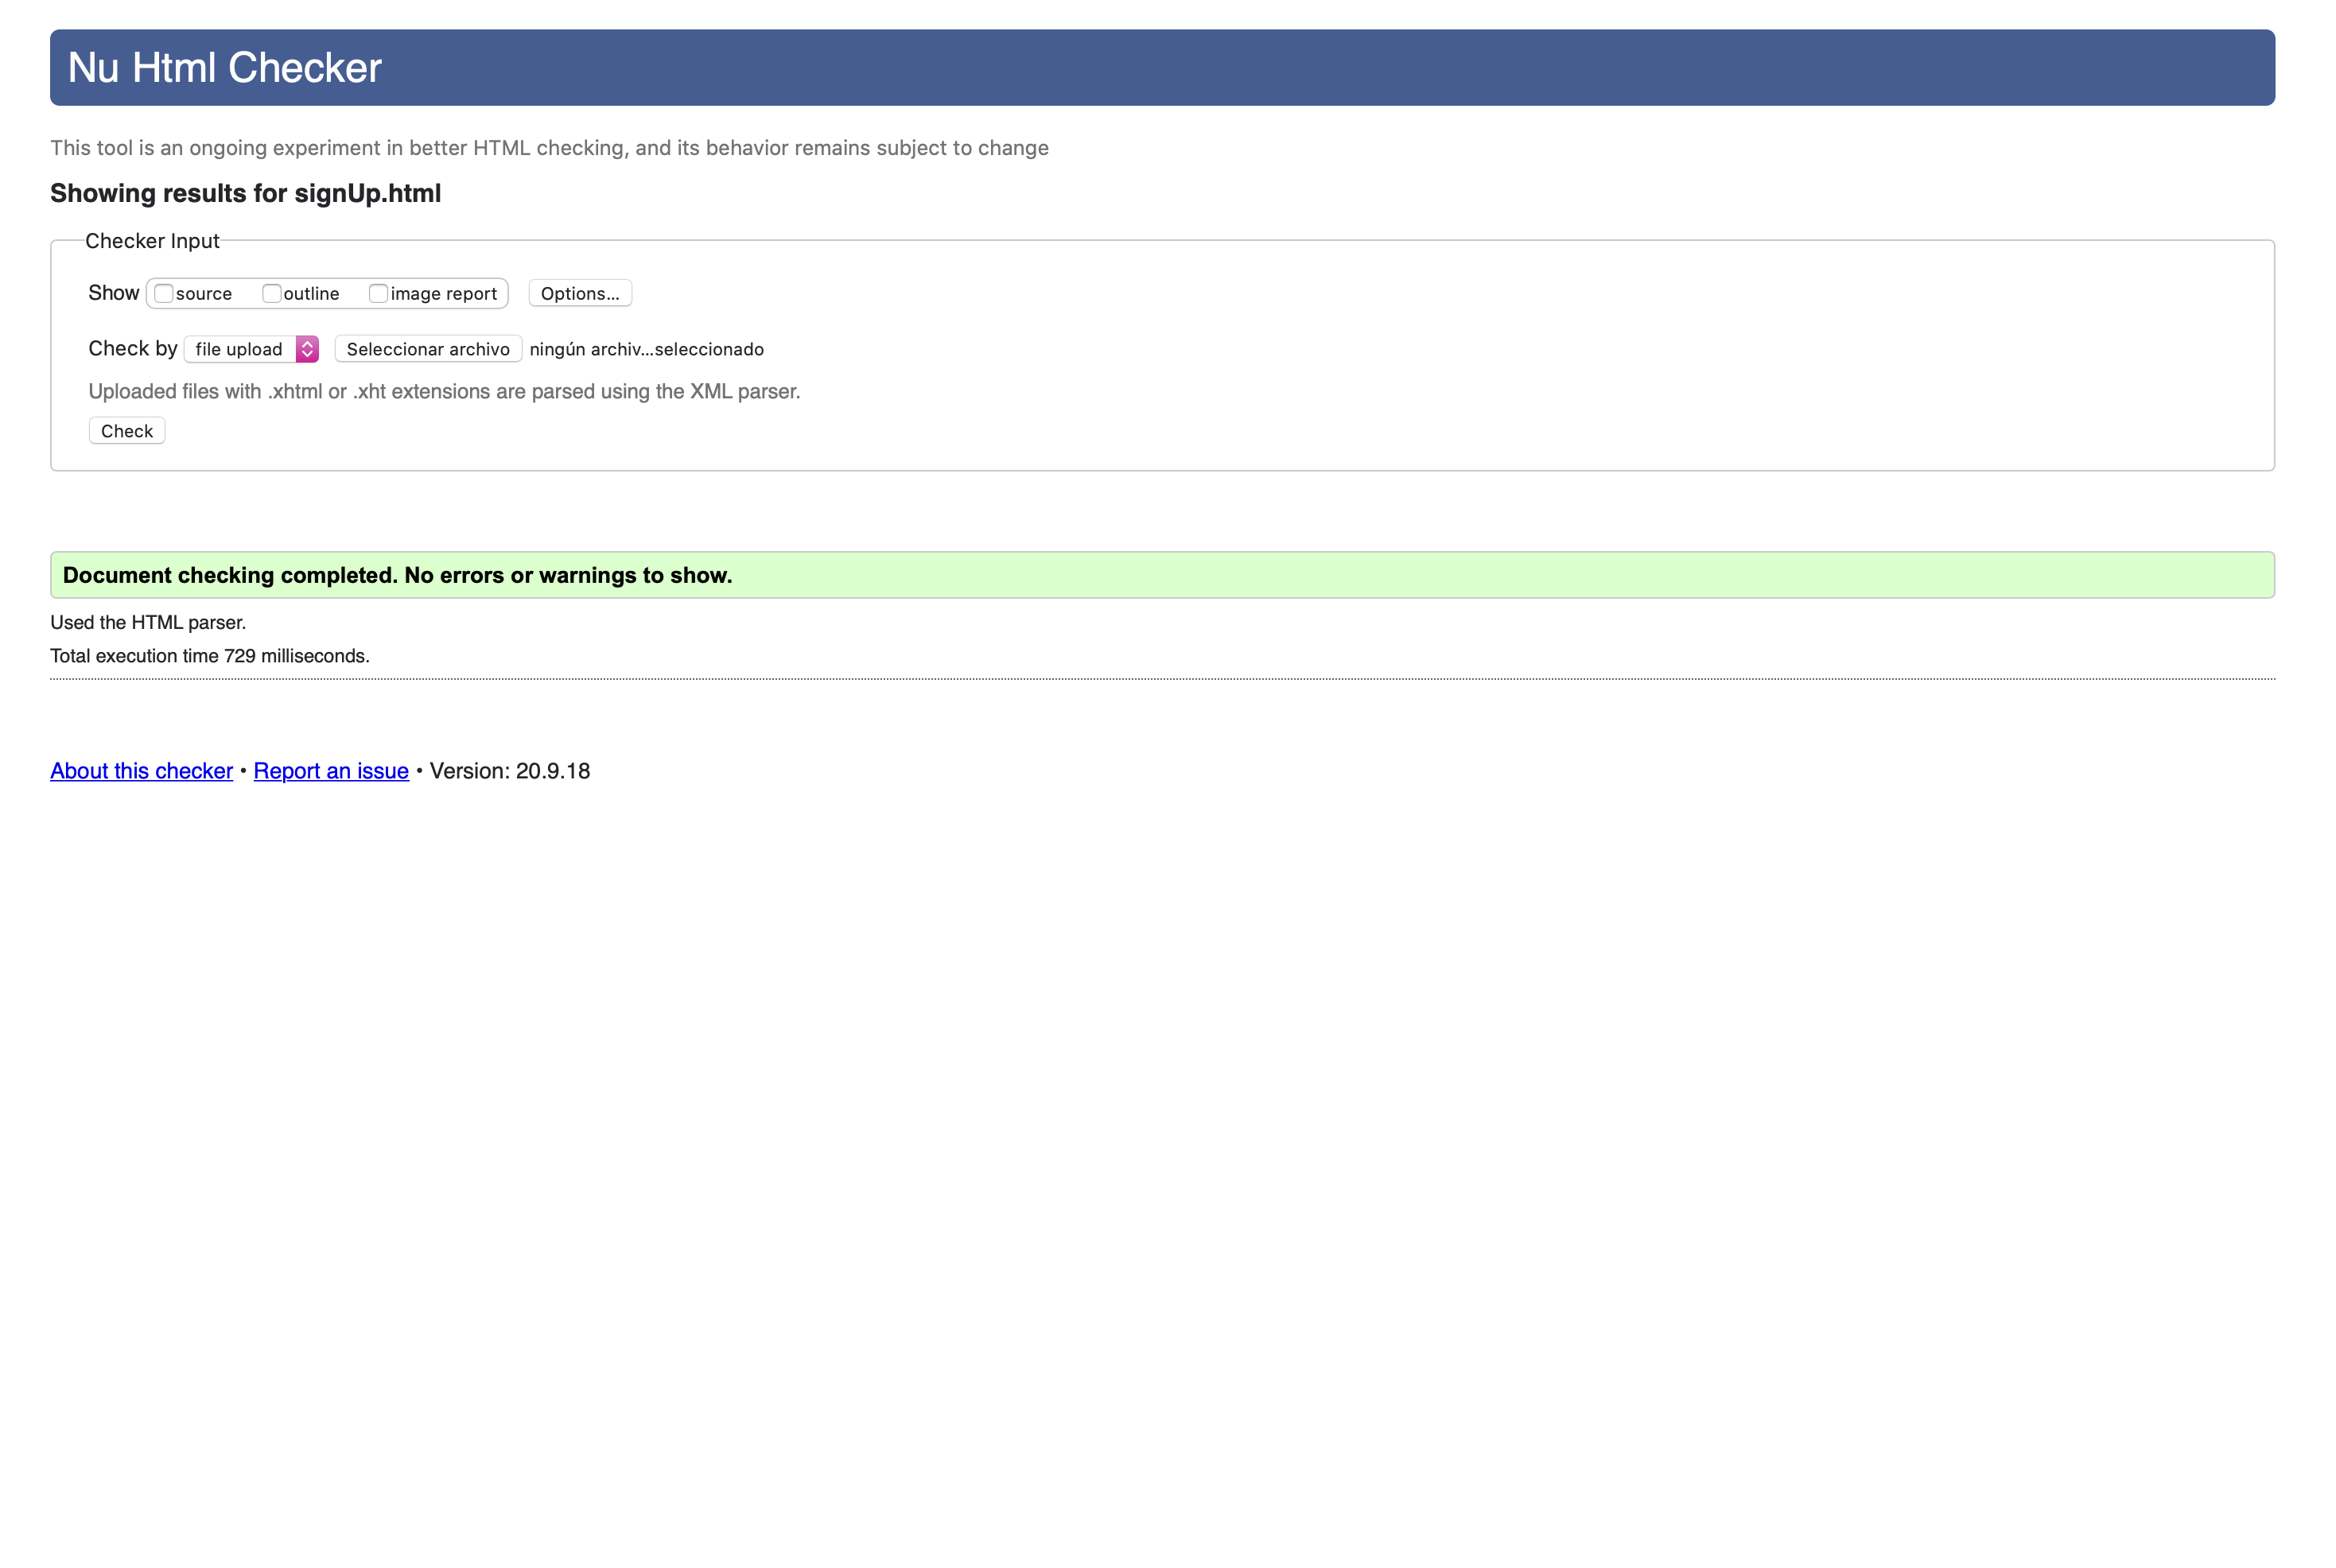 Nu Html Checker
This tool is an ongoing experiment in better HTML checking, and its behavior remains subject to change
Showing results for signUp.html
Checker Input
Show source outline image report Options...
Check by file upload Seleccionar archivo ningún archiv...seleccionado
Uploaded files with .xhtml or .xht extensions are parsed using the XML parser.
Check
Document checking completed. No errors or warnings to show.
Used the HTML parser.
Total execution time 729 milliseconds.
About this checker • Report an issue • Version: 20.9.18